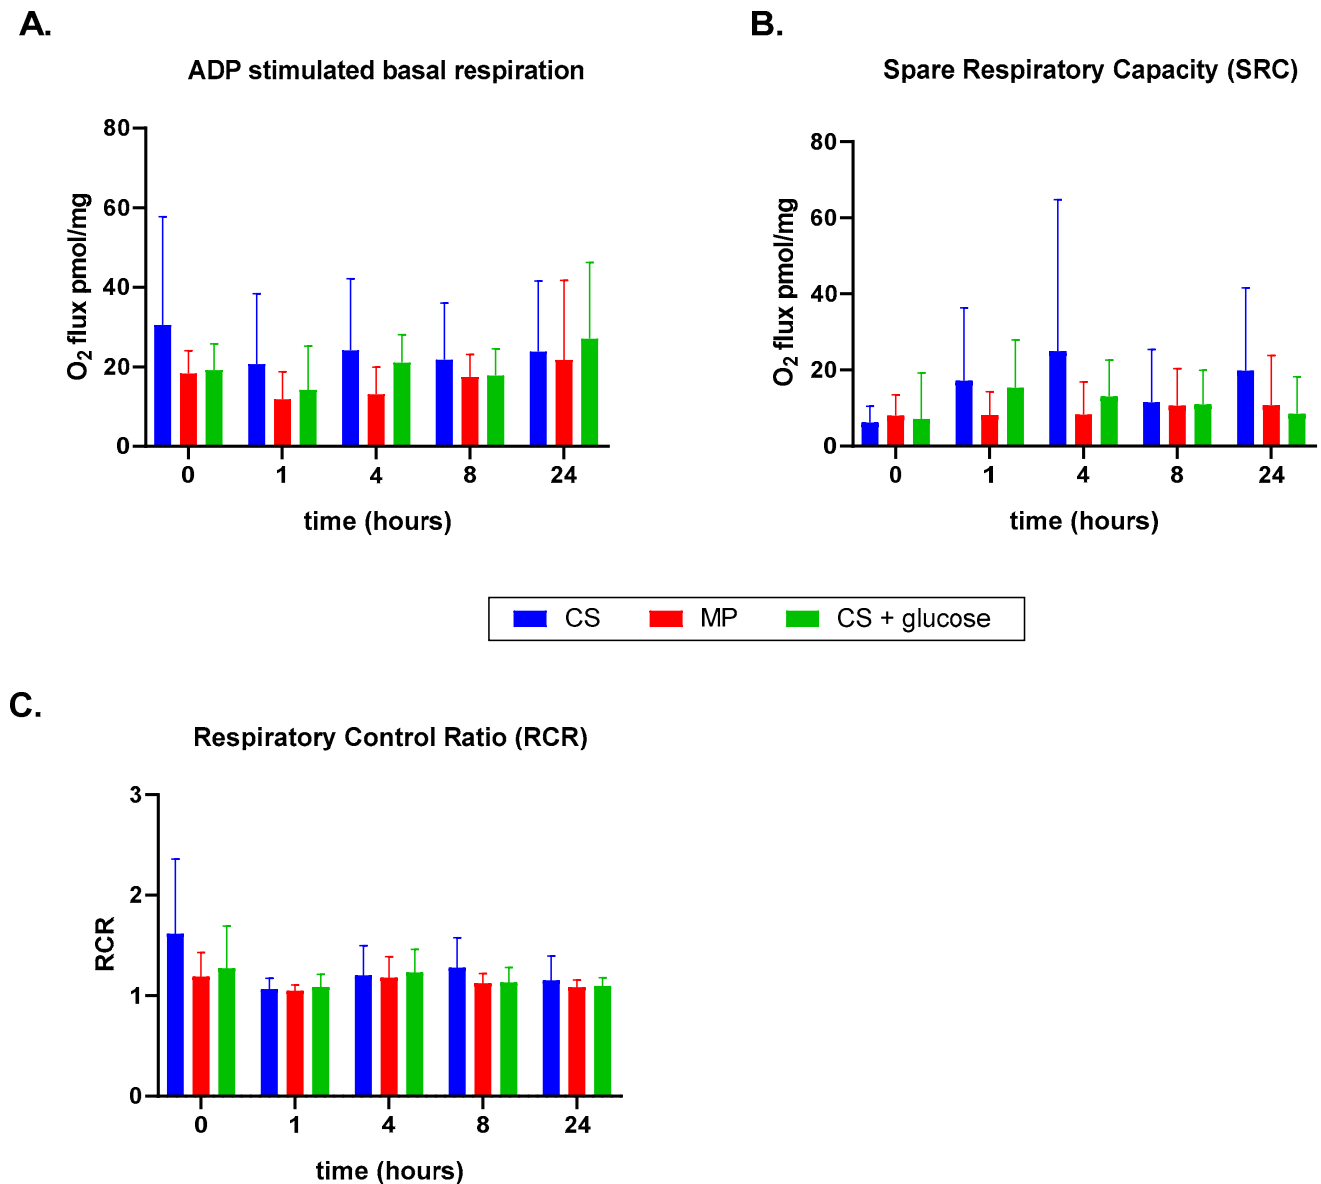 A.
ADP stimulated basal respiration
80
60
40
20
0
O₂ flux pmol/mg
0 1 4 8 24
time (hours)
B.
Spare Respiratory Capacity (SRC)
80
60
40
20
0
O₂ flux pmol/mg
0 1 4 8 24
time (hours)
CS MP CS + glucose
C.
Respiratory Control Ratio (RCR)
3
2
1
0
RCR
0 1 4 8 24
time (hours)